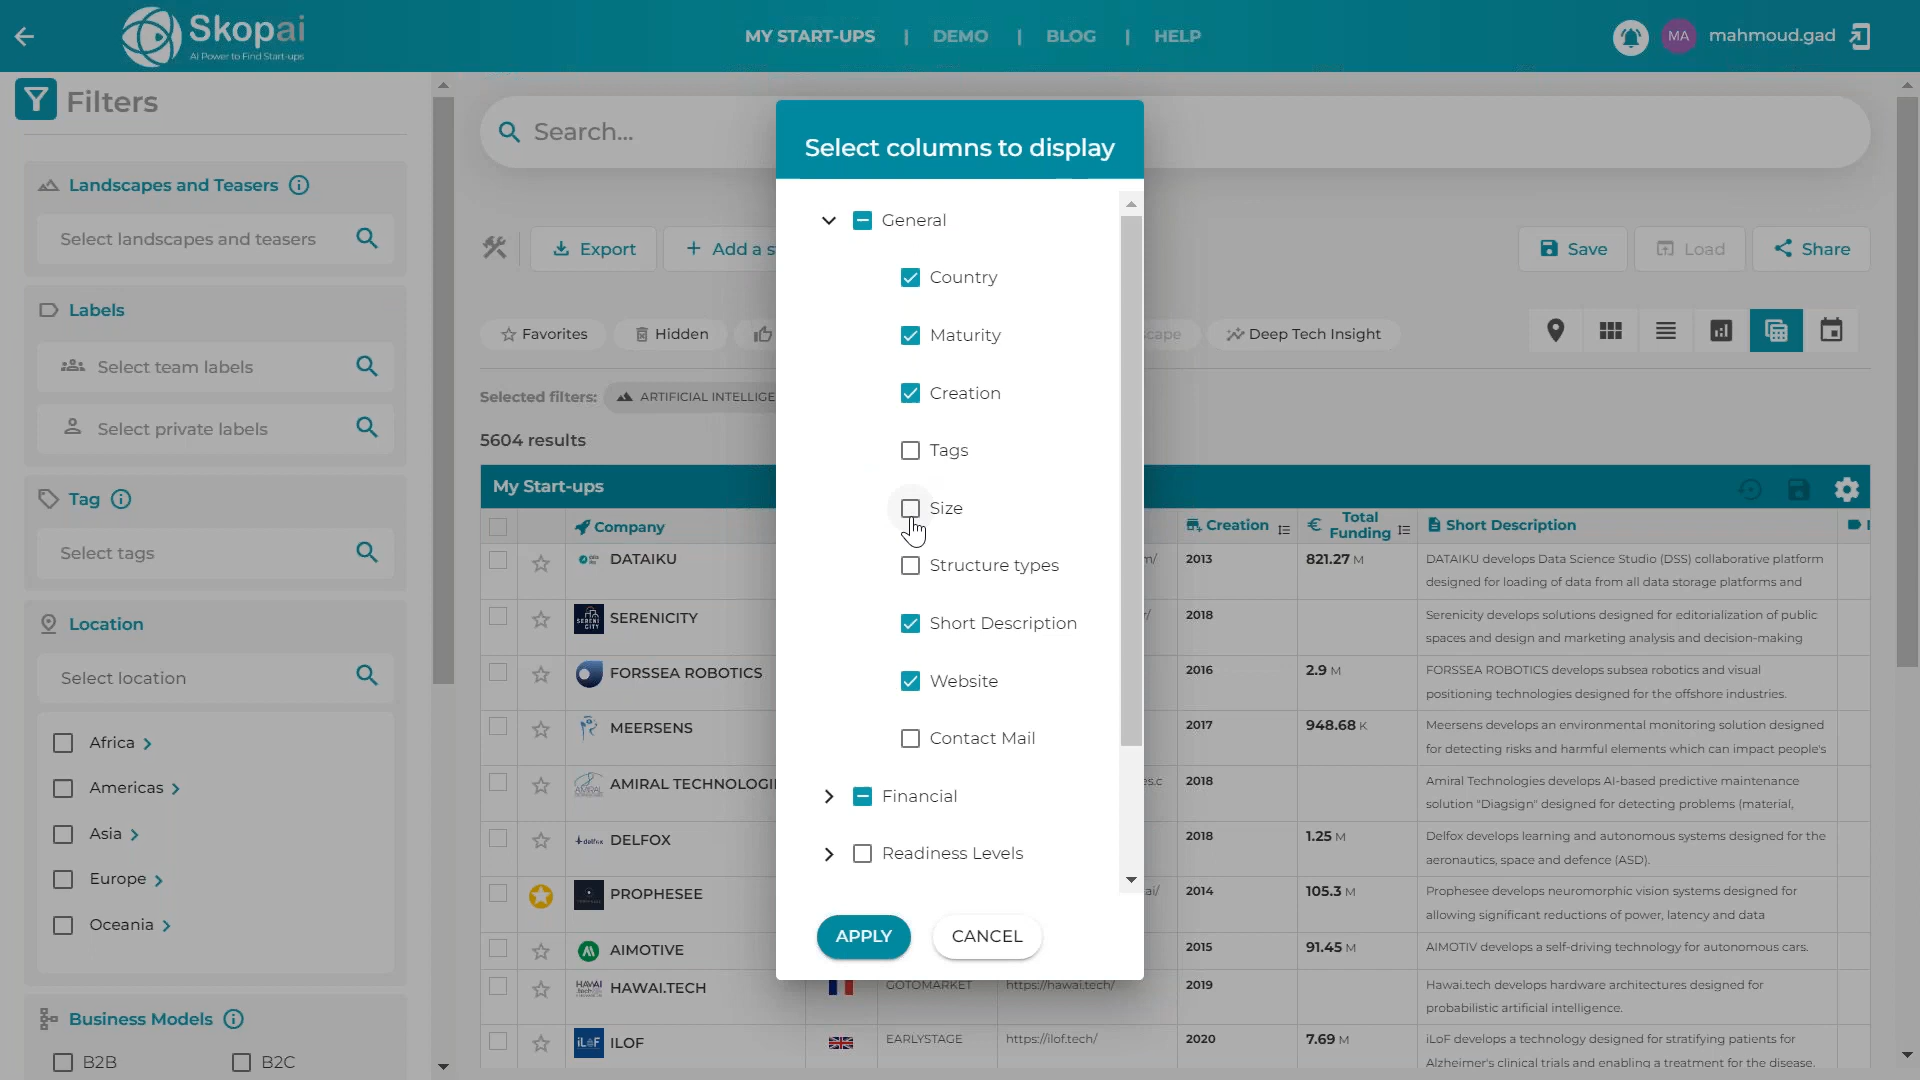 Skopai
AI Power to Find Start-ups
MY START-UPS | DEMO | BLOG | HELP
MA mahmoud.gad
Filters
Landscapes and Teasers
Select landscapes and teasers
Labels
Select team labels
Select private labels
Tag
Select tags
Location
Select location
Africa
Americas
Asia
Europe
Oceania
Business Models
B2B B2C
Search...
Export + Add a s
Save Load Share
Favorites Hidden cape Deep Tech Insight
Selected filters: ARTIFICIAL INTELLIGE
5604 results
My Start-ups
Company Creation € Total Funding Short Description
DATAIKU m/ 2013 821.27 M DATAIKU develops Data Science Studio (DSS) collaborative platform
designed for loading of data from all data storage platforms and
SERENICITY r/ 2018 Serenicity develops solutions designed for editorialization of public
spaces and design and marketing analysis and decision-making
FORSSEA ROBOTICS 2016 2.9 M FORSSEA ROBOTICS develops subsea robotics and visual
positioning technologies designed for the offshore industries.
MEERSENS 2017 948.68 K Meersens develops an environmental monitoring solution designed
for detecting risks and harmful elements which can impact people's
AMIRAL TECHNOLOGI es.c 2018 Amiral Technologies develops AI-based predictive maintenance
solution "Diagsign" designed for detecting problems (material,
DELFOX 2018 1.25 M Delfox develops learning and autonomous systems designed for the
aeronautics, space and defence (ASD).
PROPHESEE ai/ 2014 105.3 M Prophesee develops neuromorphic vision systems designed for
allowing significant reductions of power, latency and data
AIMOTIVE 2015 91.45 M AIMOTIV develops a self-driving technology for autonomous cars.
HAWAI.TECH GOTOMARKET https://hawai.tech/ 2019 Hawai.tech develops hardware architectures designed for
probabilistic artificial intelligence.
iLoF ILOF EARLYSTAGE https://ilof.tech/ 2020 7.69 M iLoF develops a technology designed for stratifying patients for
Alzheimer's clinical trials and enabling a treatment for the disease.
Select columns to display
General
Country
Maturity
Creation
Tags
Size
Structure types
Short Description
Website
Contact Mail
Financial
Readiness Levels
APPLY CANCEL